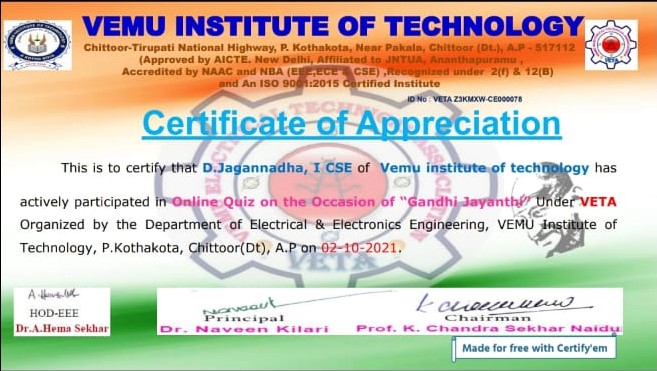 VEMU INSTITUTE OF TECHNOLOGY
Chittoor-Tirupati National Highway, P. Kothakota, Near Pakala, Chittoor (Dt.), A.P - 517112
(Approved by AICTE. New Delhi, Affiliated to JNTUA, Ananthapuramu ,
Accredited by NAAC and NBA (EEE,ECE & CSE) ,Recognized under 2(f) & 12(B)
and An ISO 9001:2015 Certified Institute
VETA
ID No : VETA Z3KMXW-CE000078
Certificate of Appreciation
This is to certify that D.Jagannadha, I CSE of Vemu institute of technology has
actively participated in Online Quiz on the Occasion of “Gandhi Jayanthi” Under VETA
Organized by the Department of Electrical & Electronics Engineering, VEMU Institute of
Technology, P.Kothakota, Chittoor(Dt), A.P on 02-10-2021.
VEMU ELECTRICAL TECHNICAL ASSOCIATION
VETA
HOD-EEE
Dr.A.Hema Sekhar
Principal
Dr. Naveen Kilari
Chairman
Prof. K. Chandra Sekhar Naidu
Made for free with Certify'em